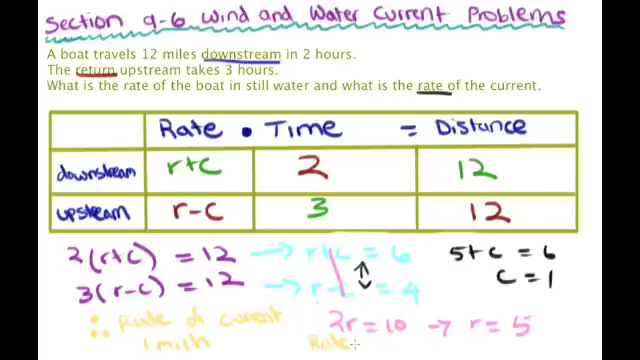 Section 9-6 Wind and Water Current Problems
A boat travels 12 miles downstream in 2 hours.
The return upstream takes 3 hours.
What is the rate of the boat in still water and what is the rate of the current.
Rate • Time = Distance
downstream r+c 2 12
upstream r-c 3 12
2(r+c) = 12 → r+c = 6 5+c = 6
3(r-c) = 12 → r-c = 4 c = 1
2r = 10 → r = 5
∴ Rate of current
1 mi/h Rate